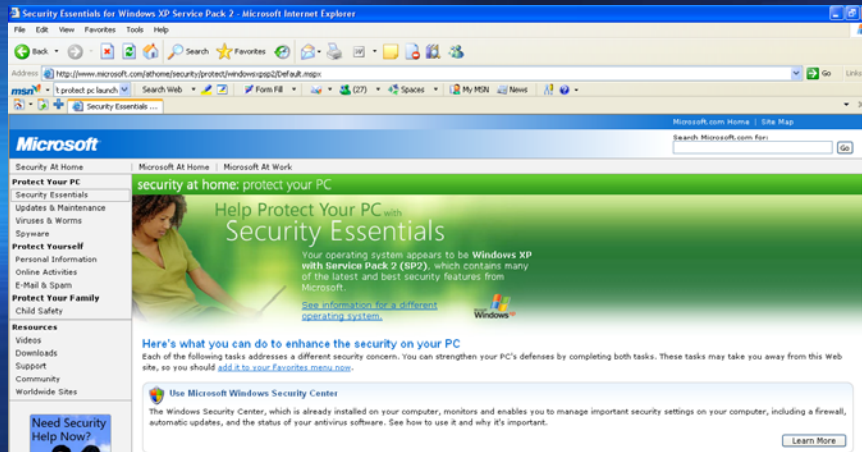 Security Essentials for Windows XP Service Pack 2 - Microsoft Internet Explorer
File Edit View Favorites Tools Help
Back Search Favorites
Address http://www.microsoft.com/athome/security/protect/windowsxpsp2/Default.mspx Go Links
msn t protect pc launch Search Web Form Fill (27) Spaces My MSN News
Security Essentials ...
Microsoft.com Home | Site Map
Microsoft
Search Microsoft.com for:
Go
Security At Home | Microsoft At Home | Microsoft At Work
Protect Your PC
Security Essentials
Updates & Maintenance
Viruses & Worms
Spyware
Protect Yourself
Personal Information
Online Activities
E-Mail & Spam
Protect Your Family
Child Safety
Resources
Videos
Downloads
Support
Community
Worldwide Sites
Need Security
Help Now?
security at home: protect your PC
Help Protect Your PC with
Security Essentials
Your operating system appears to be Windows XP
with Service Pack 2 (SP2), which contains many
of the latest and best security features from
Microsoft.
See information for a different
operating system.
Microsoft
Windows xp
Here's what you can do to enhance the security on your PC
Each of the following tasks addresses a different security concern. You can strengthen your PC's defenses by completing both tasks. These tasks may take you away from this Web
site, so you should add it to your Favorites menu now.
Use Microsoft Windows Security Center
The Windows Security Center, which is already installed on your computer, monitors and enables you to manage important security settings on your computer, including a firewall,
automatic updates, and the status of your antivirus software. See how to use it and why it's important.
Learn More